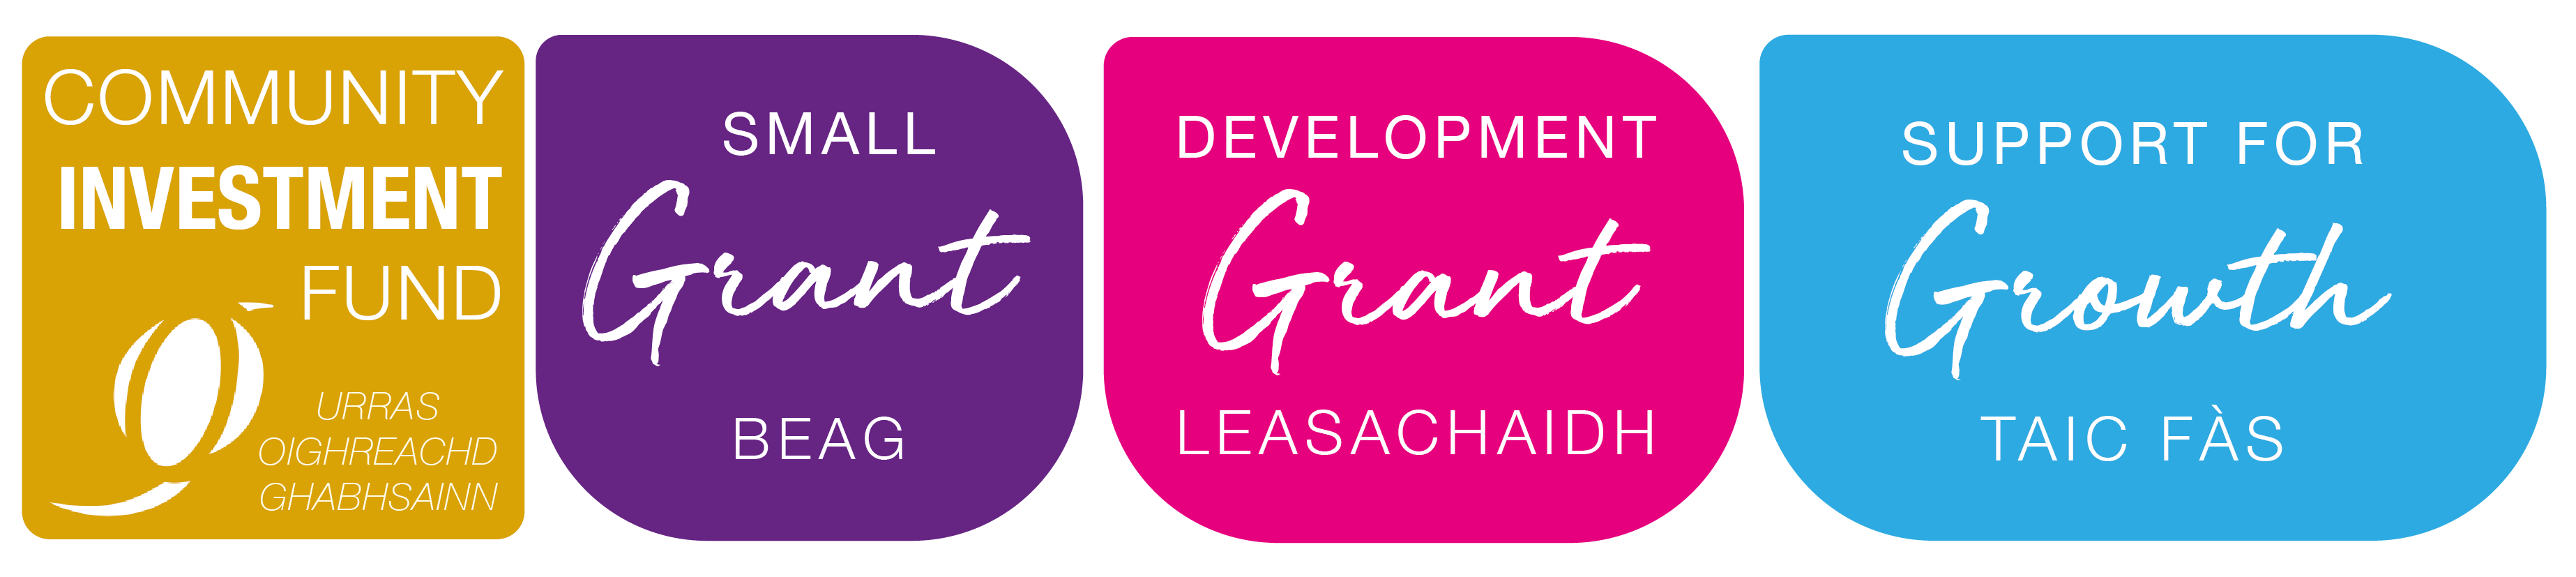 COMMUNITY
INVESTMENT
FUND
URRAS
OIGHREACHD
GHABHSAINN
SMALL
Grant
BEAG
DEVELOPMENT
Grant
LEASACHAIDH
SUPPORT FOR
Growth
TAIC FÀS